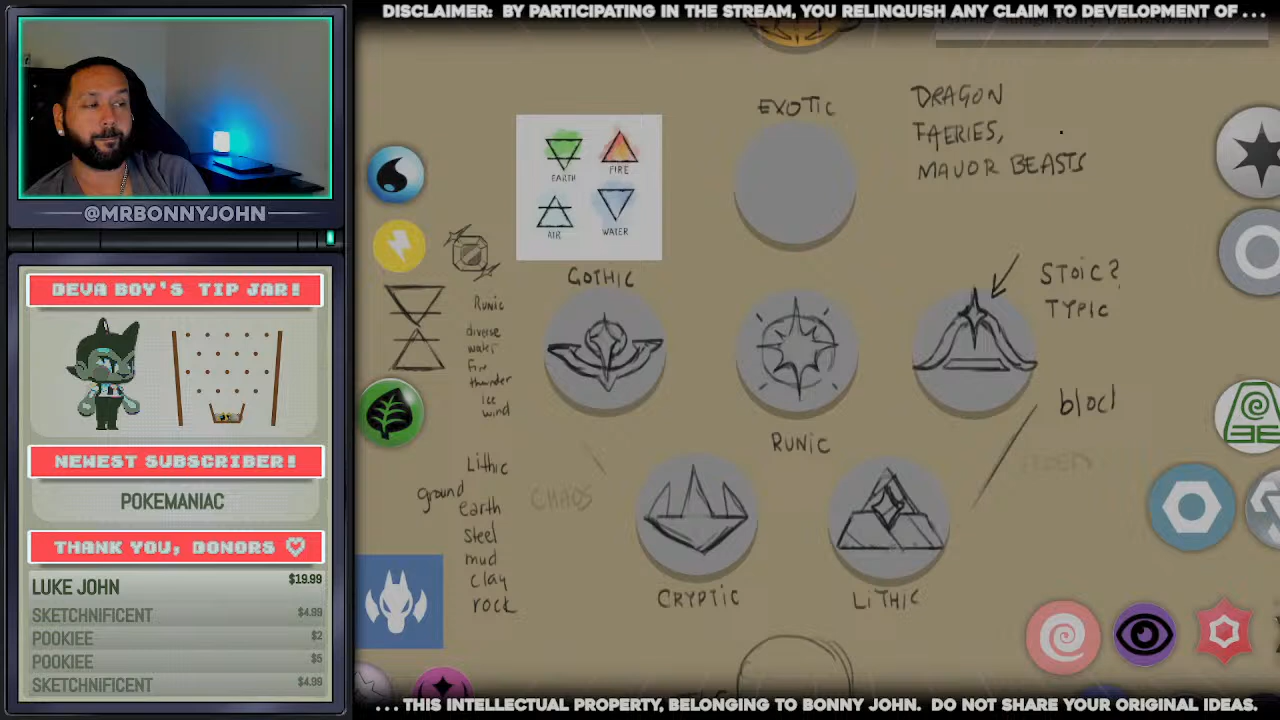 DISCLAIMER: BY PARTICIPATING IN THE STREAM, YOU RELINQUISH ANY CLAIM TO DEVELOPMENT OF . . .
@MRBONNYJOHN
DEVA BOY'S TIP JAR!
NEWEST SUBSCRIBER!
POKEMANIAC
THANK YOU, DONORS ♡
LUKE JOHN $19.99
SKETCHNIFICENT $4.99
POOKIEE $2
POOKIEE $5
SKETCHNIFICENT $4.99
EXOTIC
DRAGON
FAERIES,
MAJOR BEASTS
EARTH
FIRE
AIR
WATER
GOTHIC
STOIC?
TYPIC
Runic
diverse
water
Fire
thunder
ice
wind
RUNIC
blocl
Lithic
ground
earth
steel
mud
clay
rock
CHAOS
CRYPTIC
LITHIC
. . . THIS INTELLECTUAL PROPERTY, BELONGING TO BONNY JOHN. DO NOT SHARE YOUR ORIGINAL IDEAS.